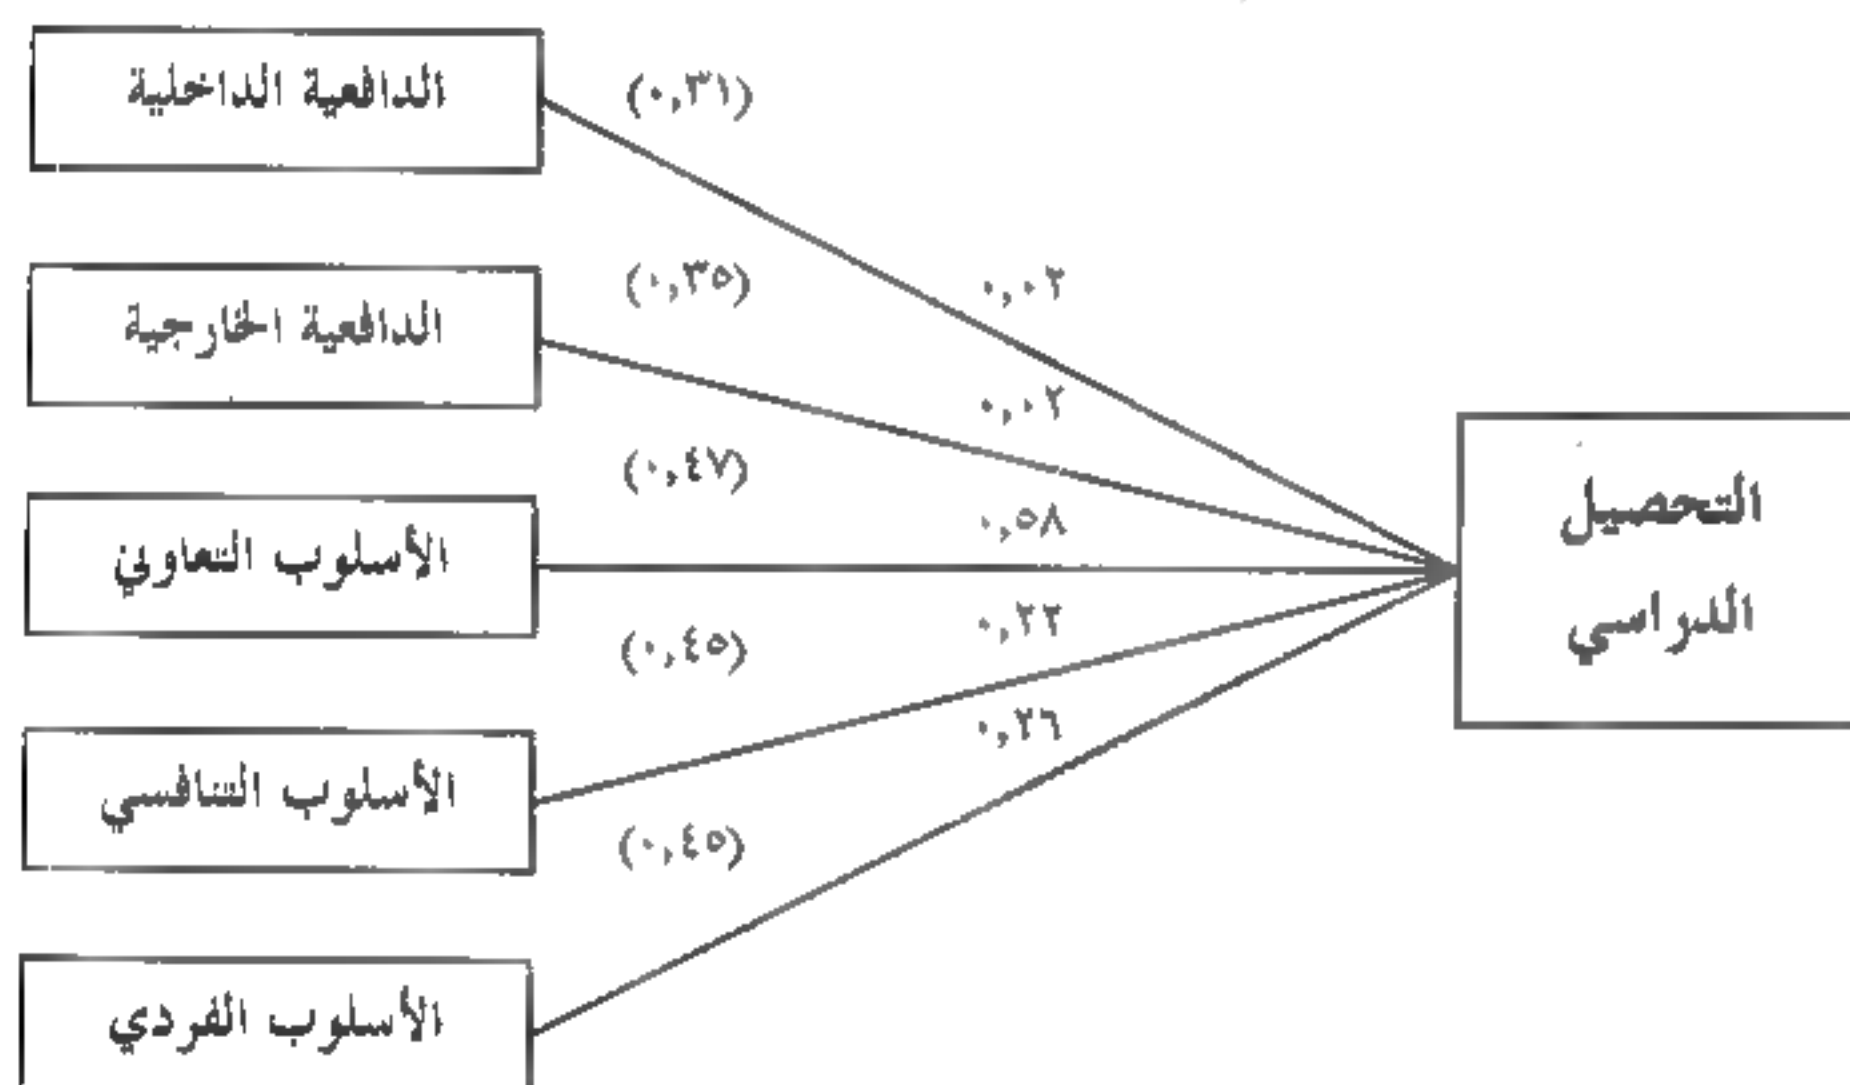 الدافعية الداخلية
(٠,٣١)
الدافعية الخارجية
(٠,٣٥)
٠,٠٢
٠,٠٢
(٠,٤٧)
الأسلوب التعاوني
٠,٥٨
التحصيل
الدراسي
(٠,٤٥)
٠,٢٢
الأسلوب التنافسي
٠,٢٦
(٠,٤٥)
الأسلوب الفردي